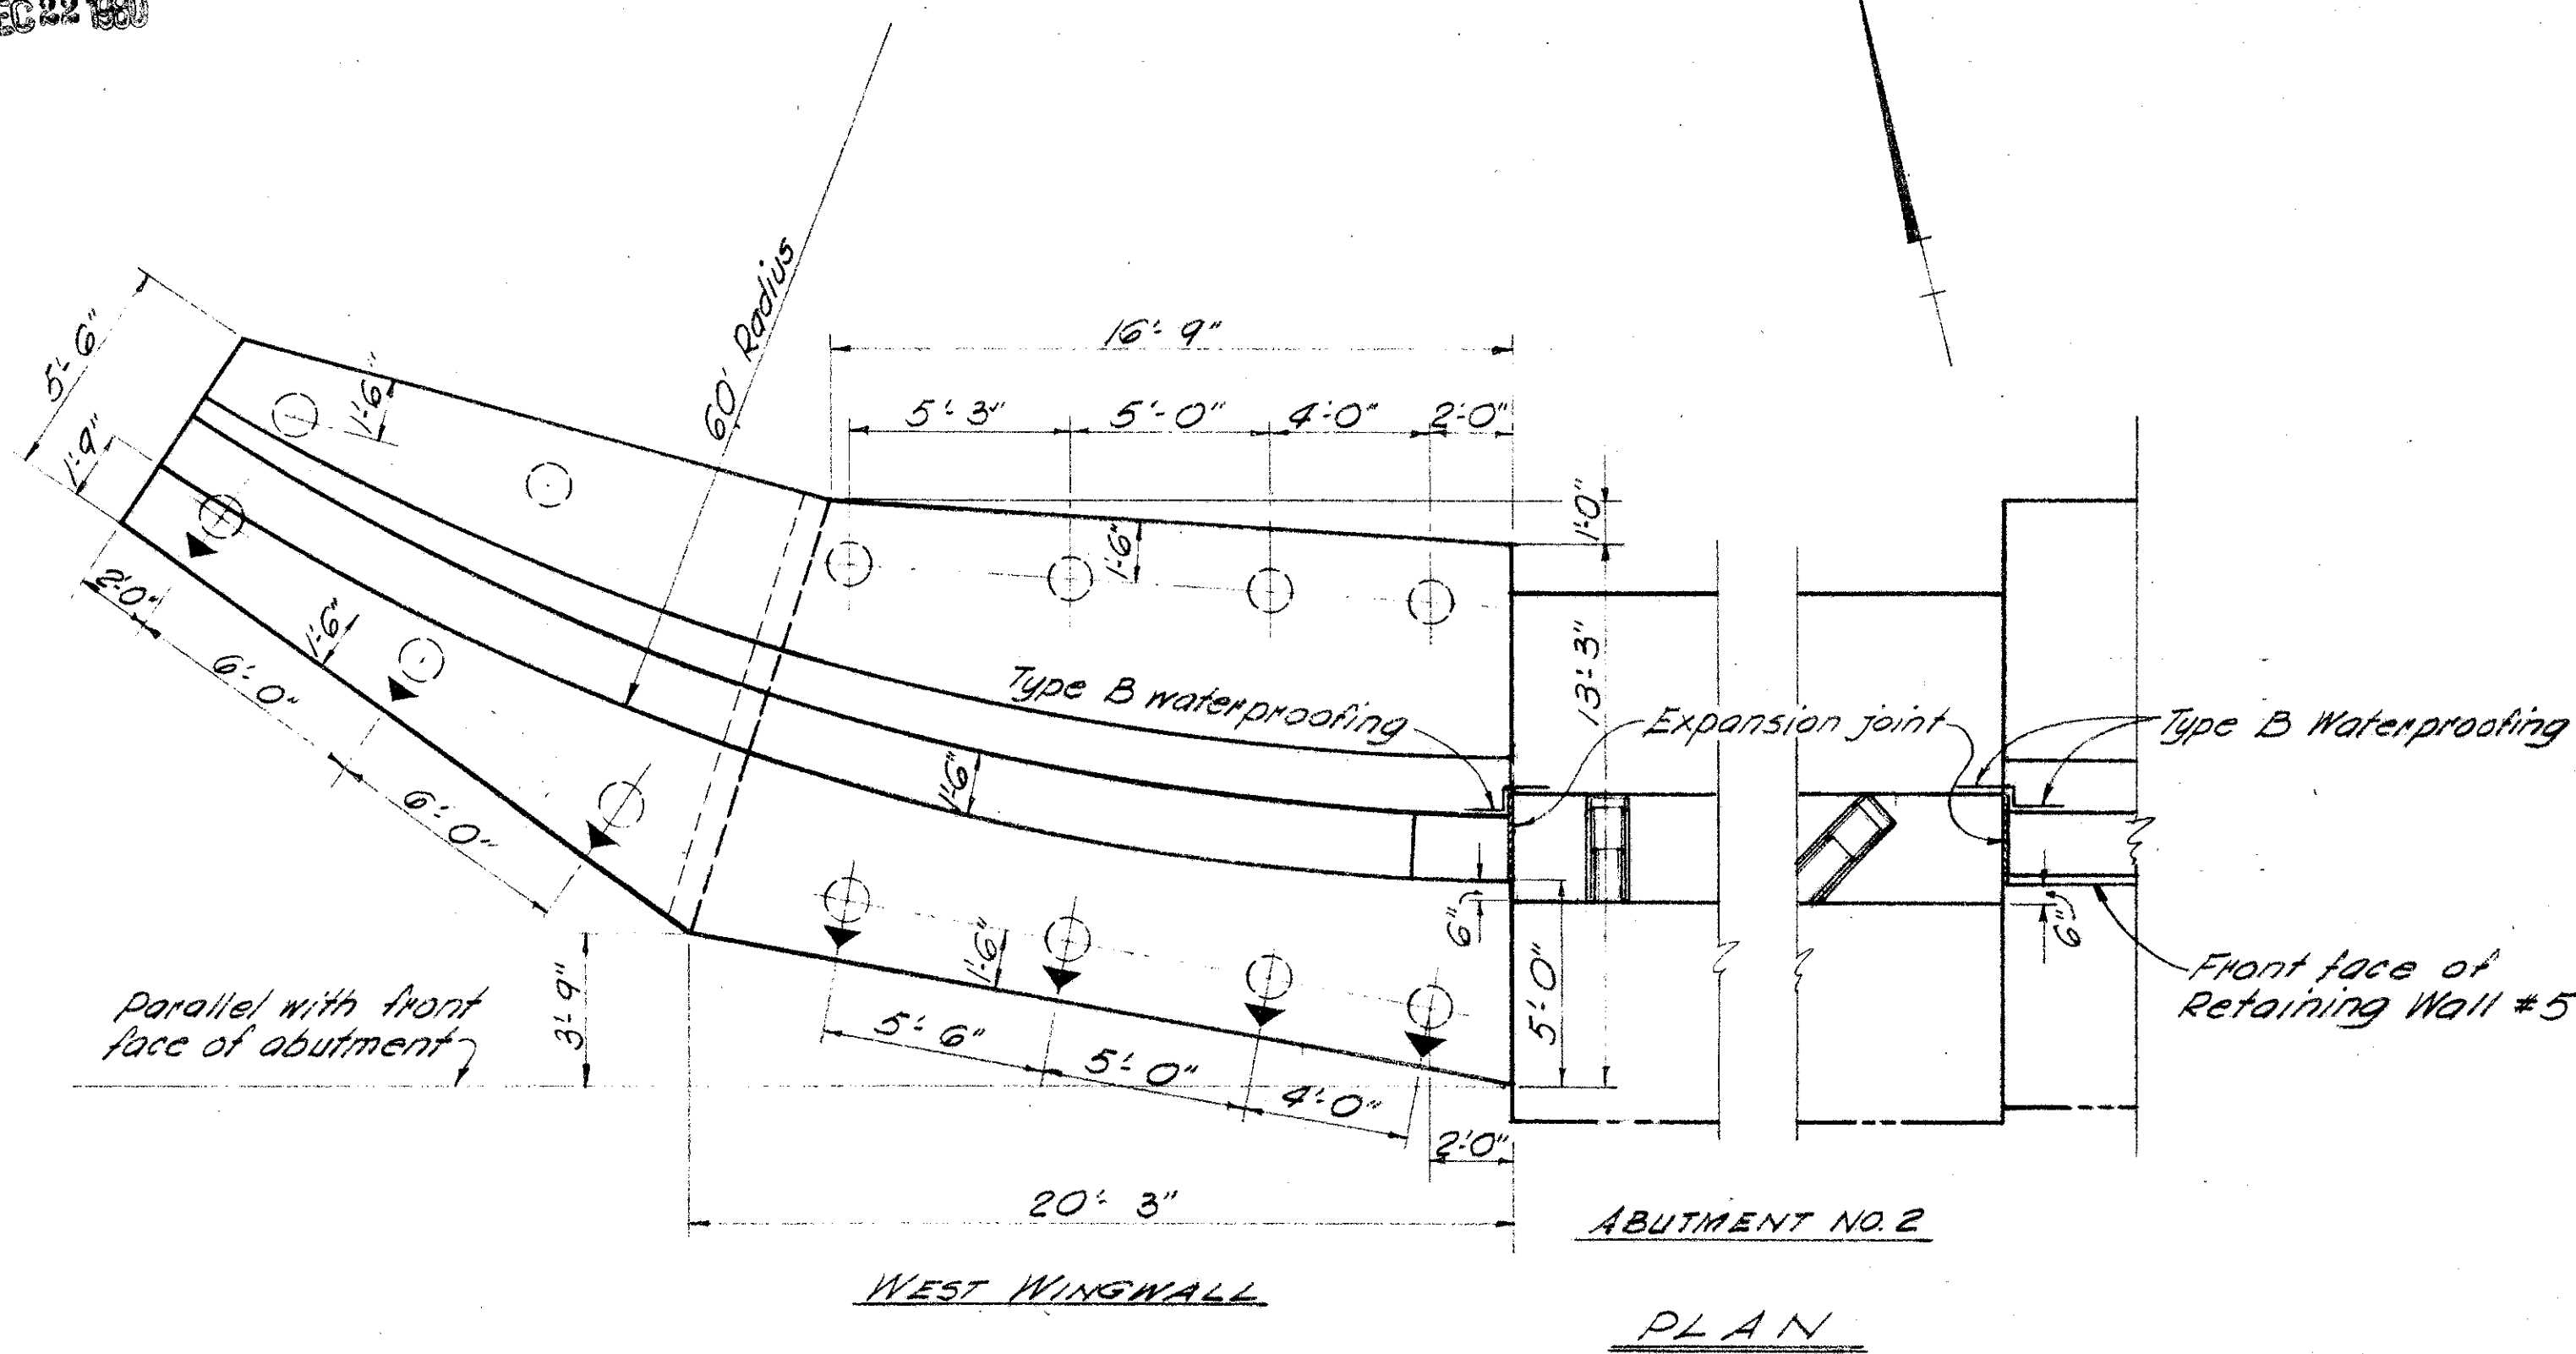 DEC 22 1980
5'-6"
1'-9"
1'-6"
60' Radius
16'-9"
5'-3"
5'-0"
4'-0"
2'-0"
1'-0"
1'-6"
2'-0"
6'-0"
1'-6"
6'-0"
Type B waterproofing
13'-3"
Expansion joint
Type B Waterproofing
1'-6"
6"
6"
Parallel with front
face of abutment
3'-9"
1'-6"
5'-6"
5'-0"
4'-0"
2'-0"
5'-0"
Front face of
Retaining Wall #5
20'-3"
ABUTMENT NO. 2
WEST WINGWALL
PLAN